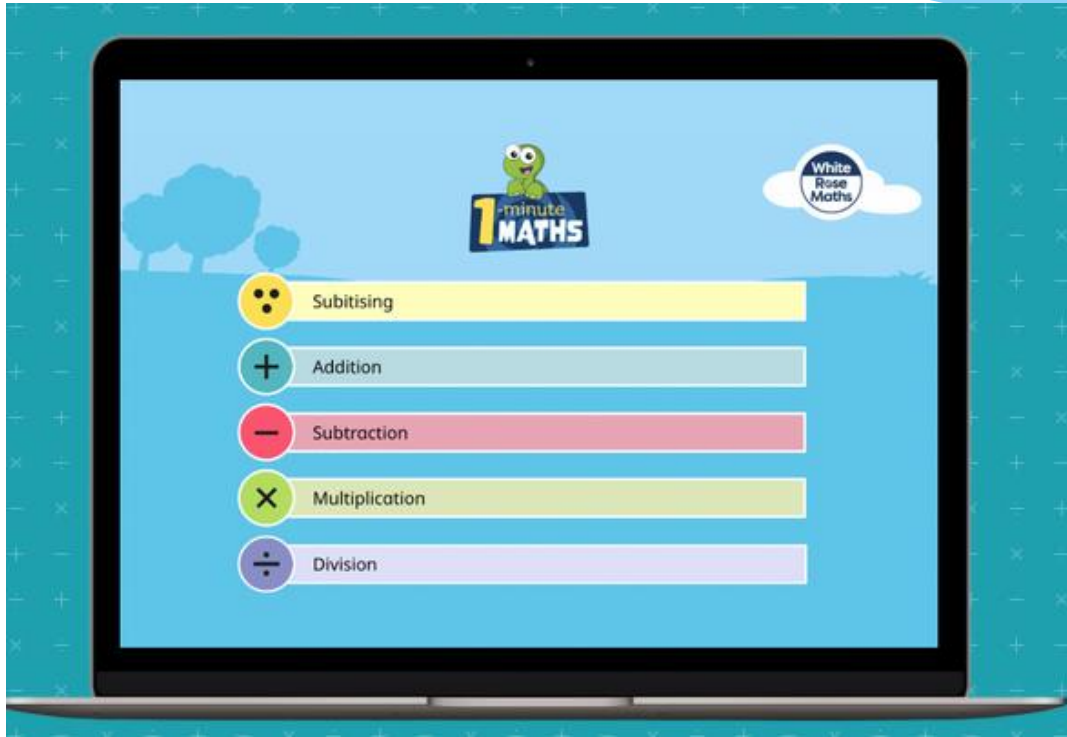 1-minute
MATHS
White
Rose
Maths
Subitising
Addition
Subtraction
Multiplication
Division